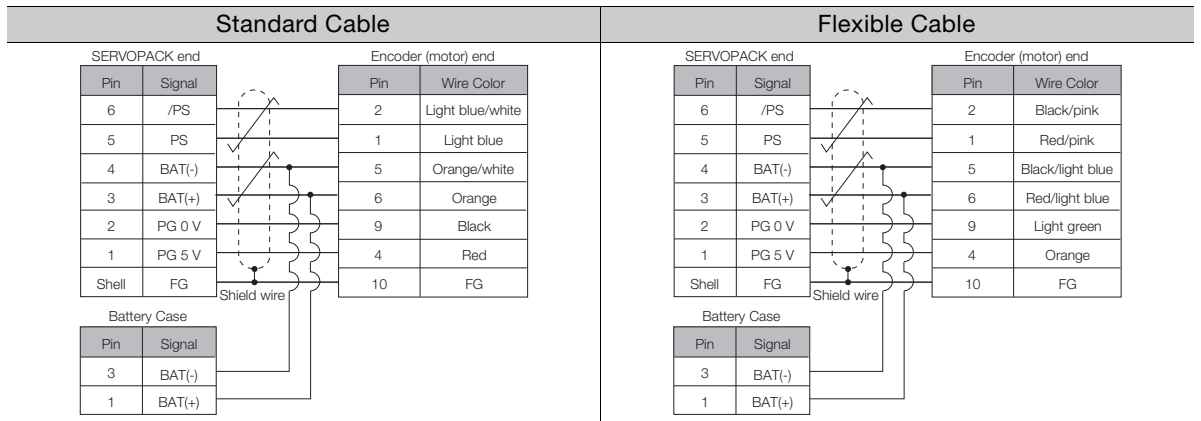 Standard Cable
SERVOPACK end Encoder (motor) end
Pin Signal Pin Wire Color
6 /PS 2 Light blue/white
5 PS 1 Light blue
4 BAT(-) 5 Orange/white
3 BAT(+) 6 Orange
2 PG 0 V 9 Black
1 PG 5 V 4 Red
Shell FG 10 FG
Shield wire
Battery Case
Pin Signal
3 BAT(-)
1 BAT(+)
Flexible Cable
SERVOPACK end Encoder (motor) end
Pin Signal Pin Wire Color
6 /PS 2 Black/pink
5 PS 1 Red/pink
4 BAT(-) 5 Black/light blue
3 BAT(+) 6 Red/light blue
2 PG 0 V 9 Light green
1 PG 5 V 4 Orange
Shell FG 10 FG
Shield wire
Battery Case
Pin Signal
3 BAT(-)
1 BAT(+)